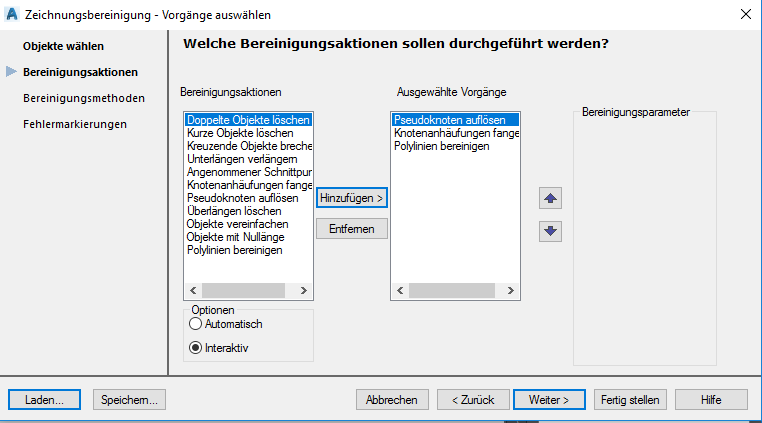 Zeichnungsbereinigung - Vorgänge auswählen
Objekte wählen
Bereinigungsaktionen
Bereinigungsmethoden
Fehlermarkierungen
Welche Bereinigungsaktionen sollen durchgeführt werden?
Bereinigungsaktionen
Doppelte Objekte löschen
Kurze Objekte löschen
Kreuzende Objekte breche
Unterlängen verlängern
Angenommener Schnittpur
Knotenanhäufungen fange
Pseudoknoten auflösen
Überlängen löschen
Objekte vereinfachen
Objekte mit Nullänge
Polylinien bereinigen
Optionen
Automatisch
Interaktiv
Hinzufügen >
Entfernen
Ausgewählte Vorgänge
Pseudoknoten auflösen
Knotenanhäufungen fange
Polylinien bereinigen
Bereinigungsparameter
Laden...
Speichern...
Abbrechen
< Zurück
Weiter >
Fertig stellen
Hilfe